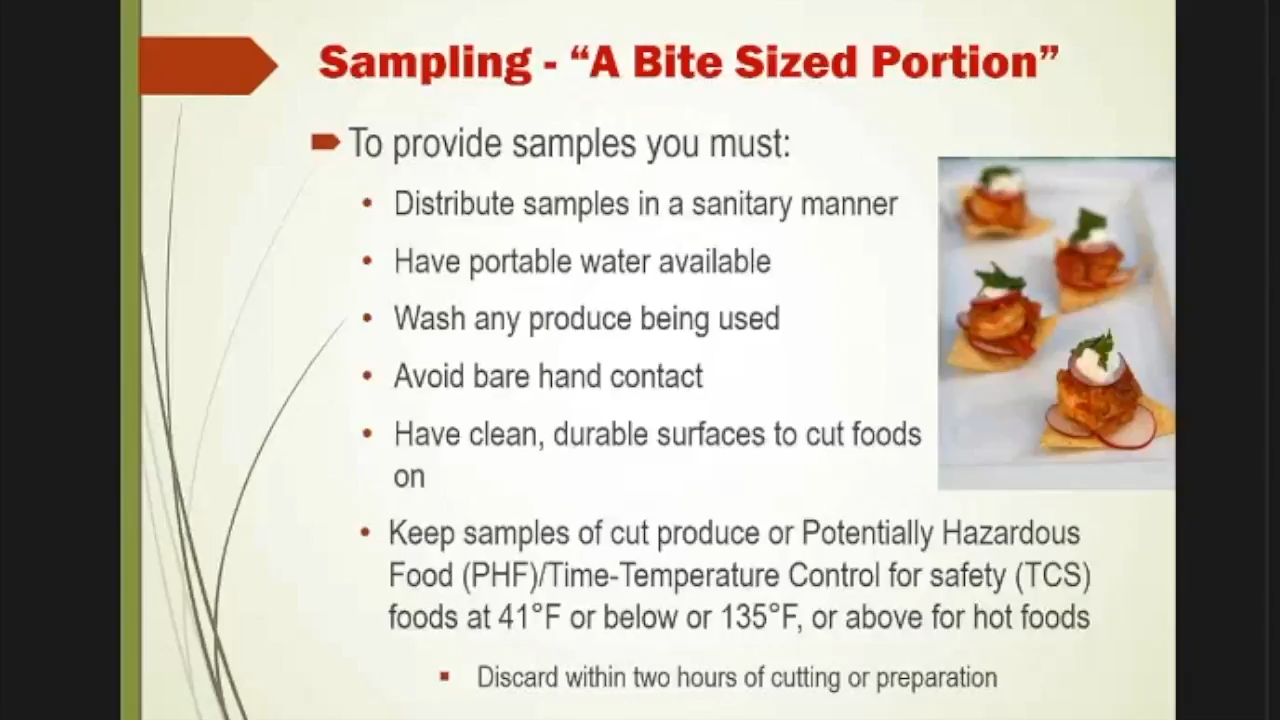 Sampling - “A Bite Sized Portion”
To provide samples you must:
• Distribute samples in a sanitary manner
• Have portable water available
• Wash any produce being used
• Avoid bare hand contact
• Have clean, durable surfaces to cut foods
on
• Keep samples of cut produce or Potentially Hazardous
Food (PHF)/Time-Temperature Control for safety (TCS)
foods at 41°F or below or 135°F, or above for hot foods
▪ Discard within two hours of cutting or preparation